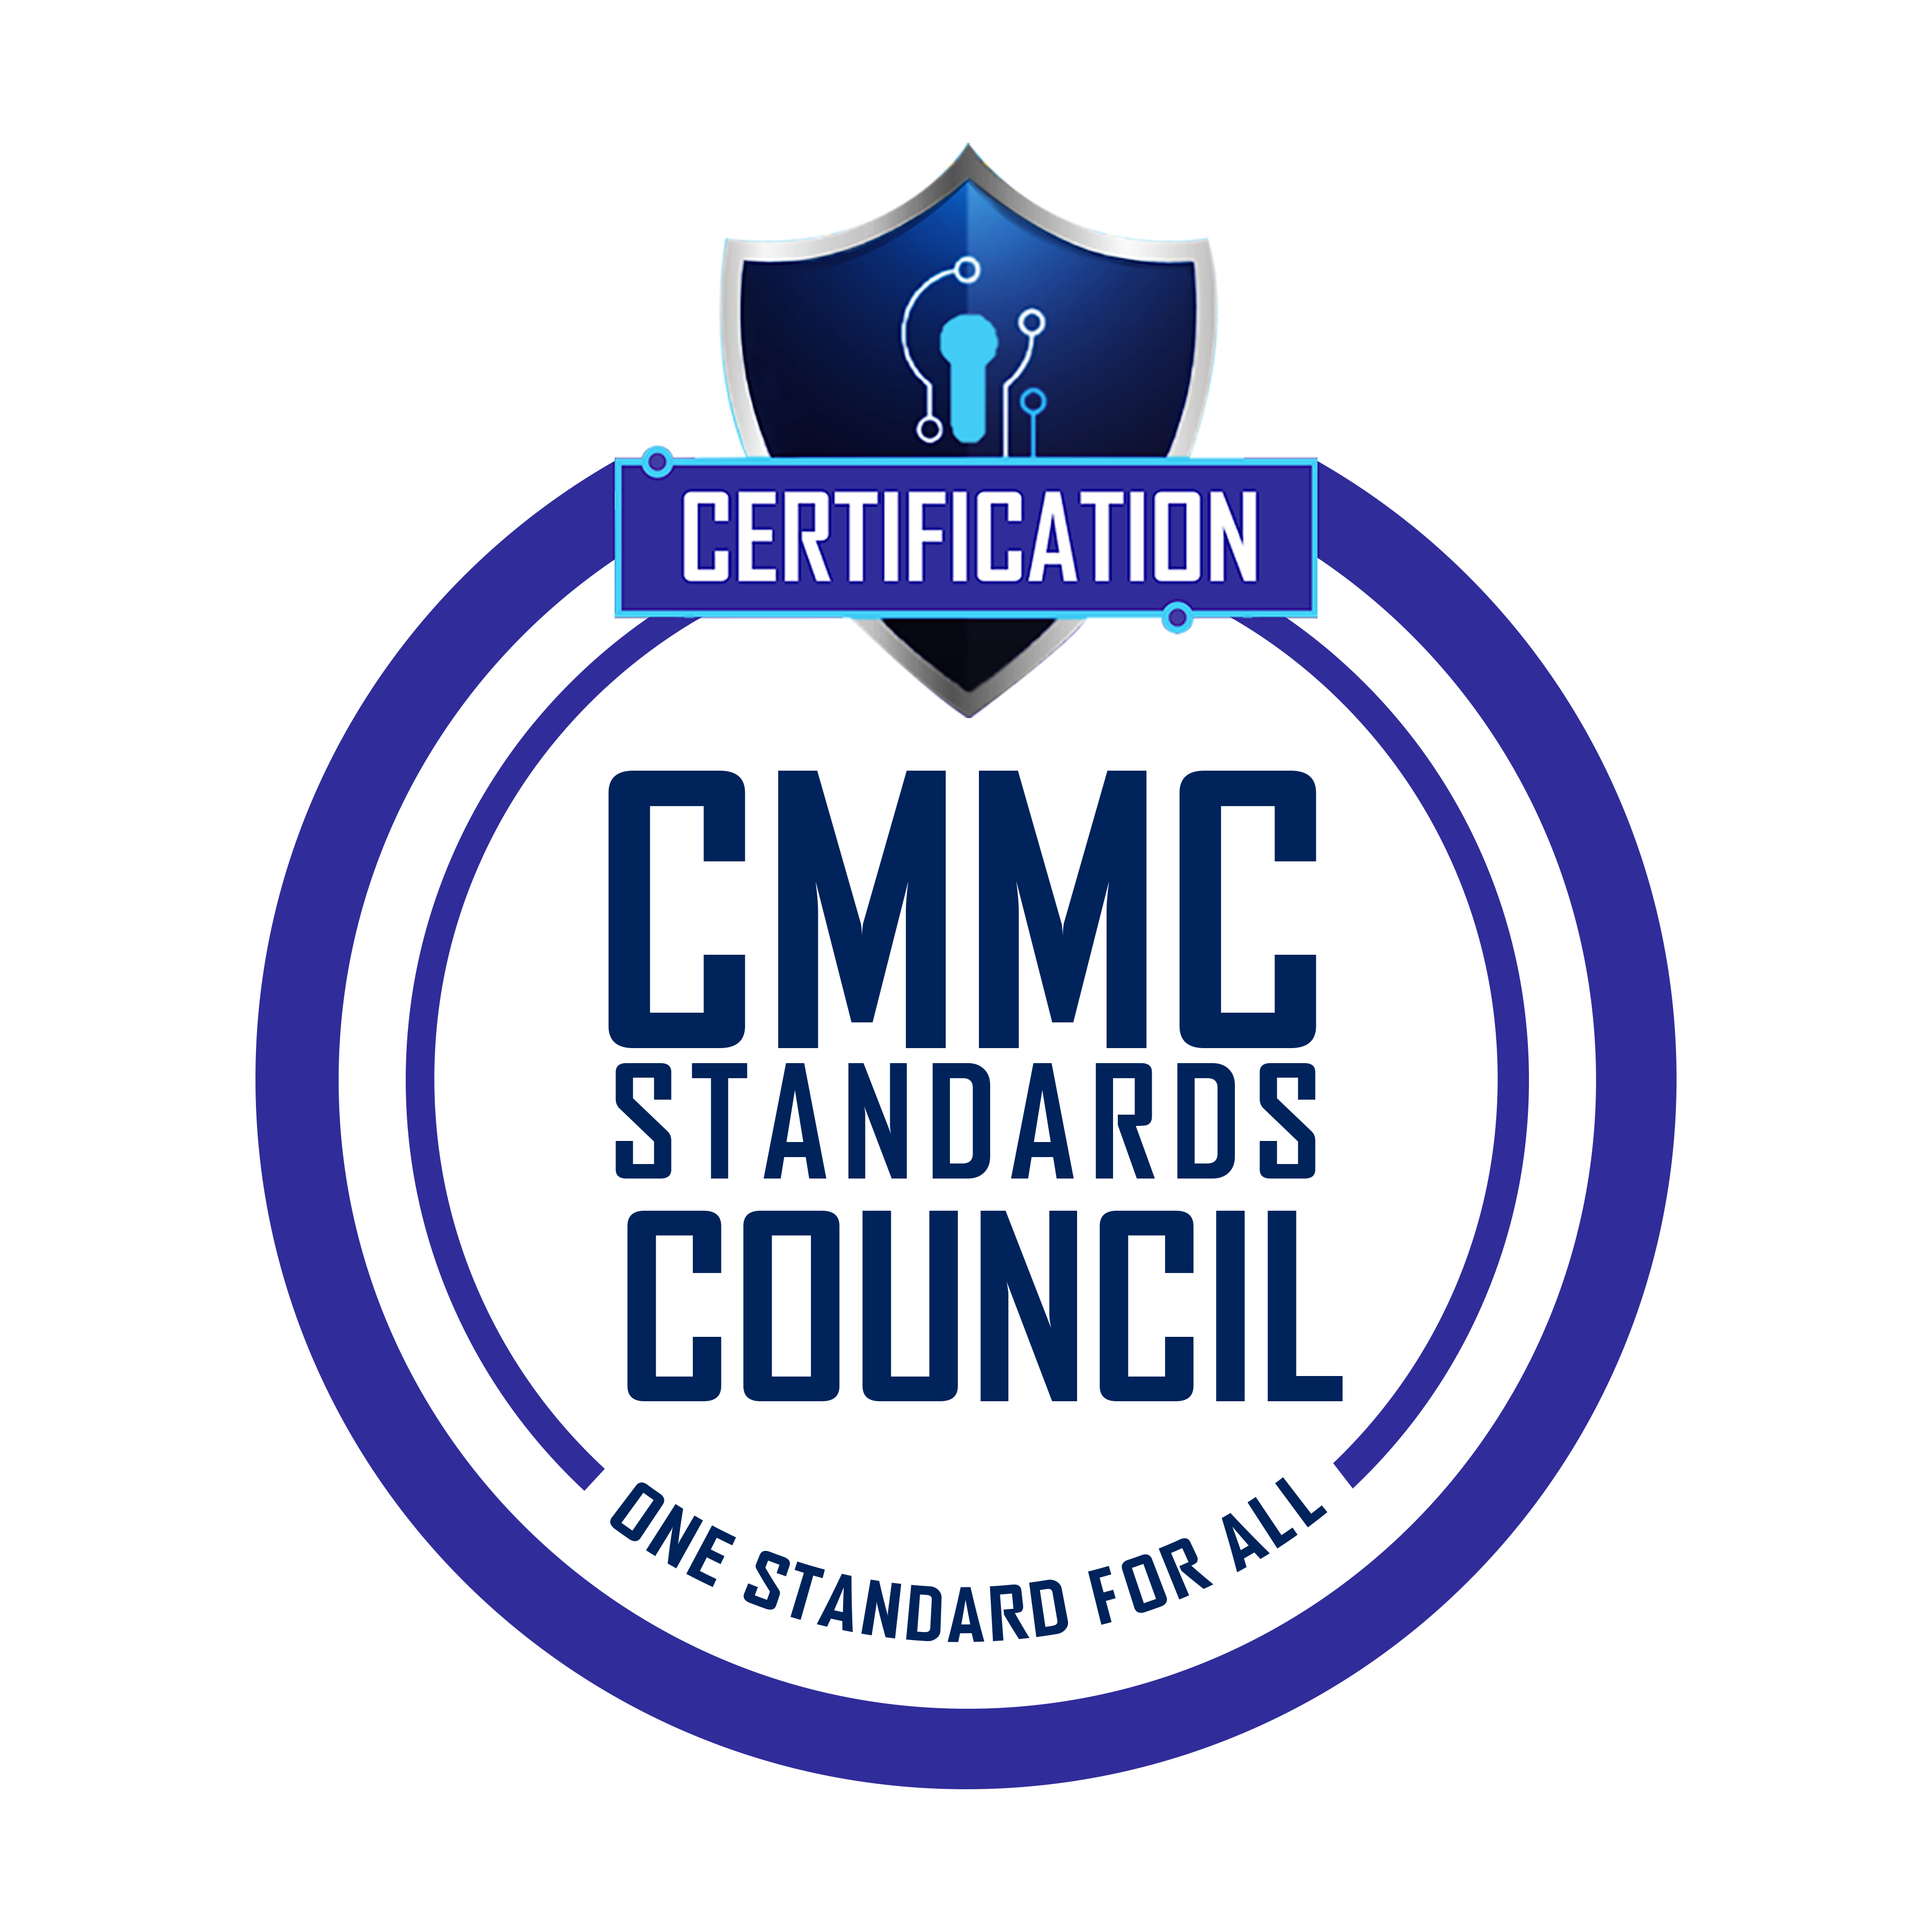 CERTIFICATION
CMMC
STANDARDS
COUNCIL
ONE STANDARD FOR ALL